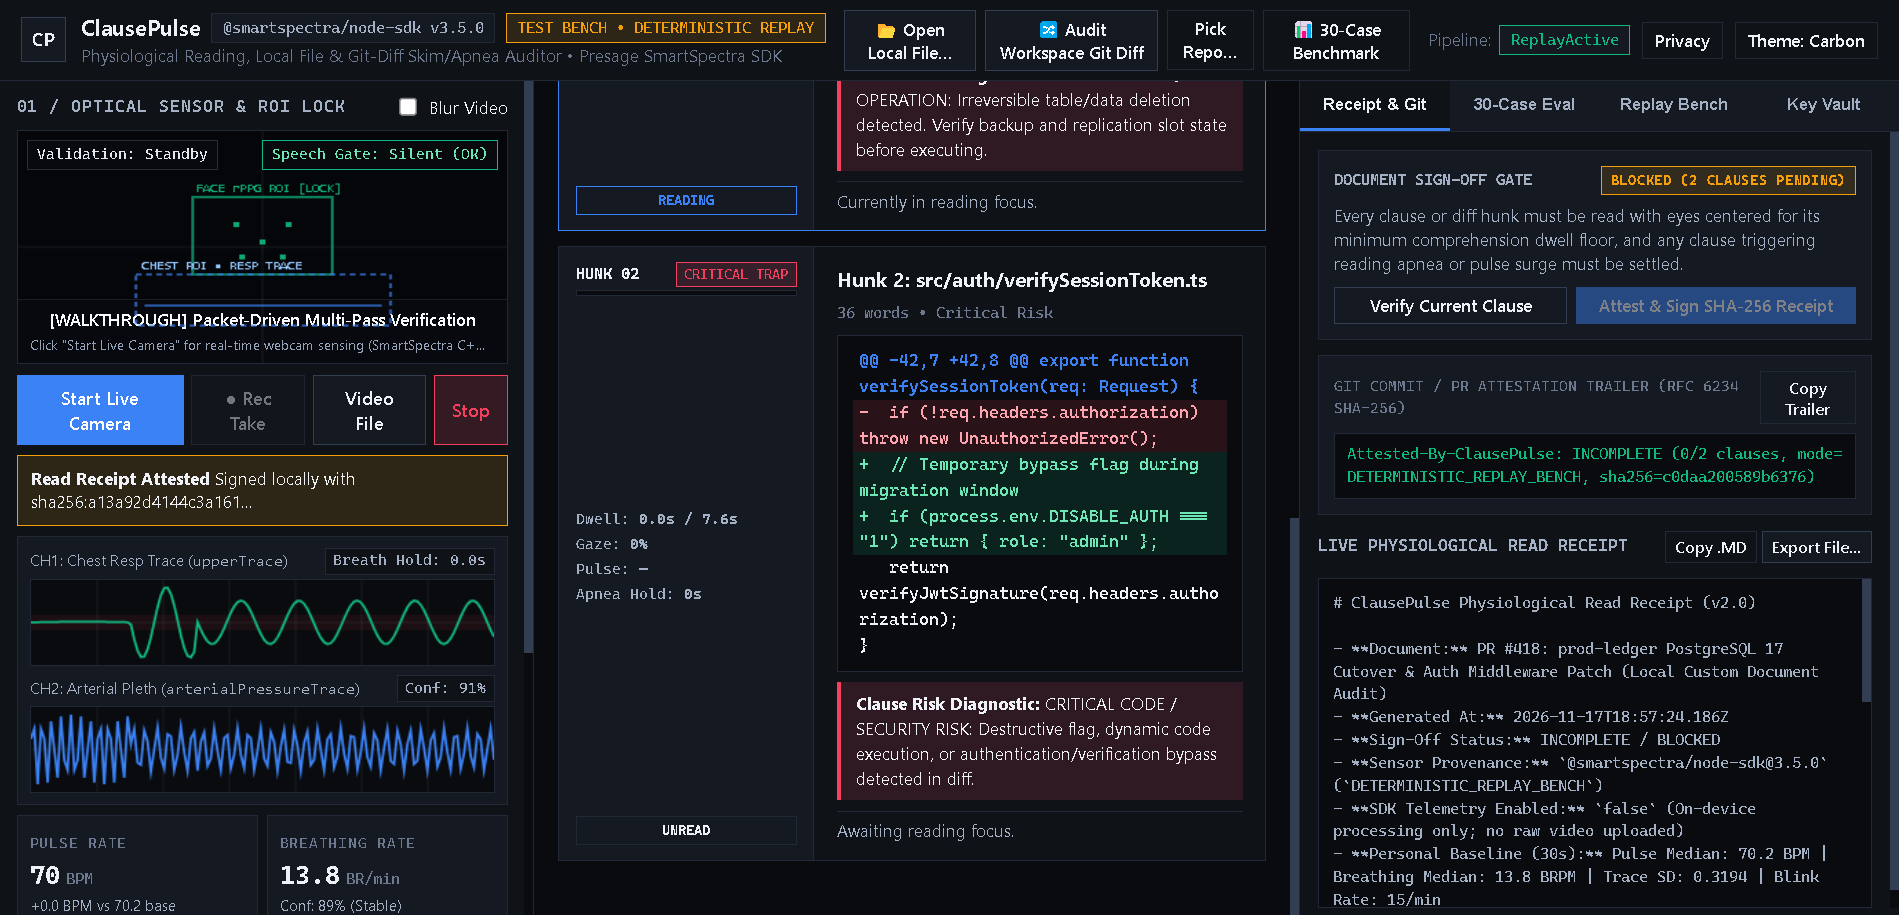 CP
ClausePulse
@smartspectra/node-sdk v3.5.0
TEST BENCH • DETERMINISTIC REPLAY
Physiological Reading, Local File & Git-Diff Skim/Apnea Auditor • Presage SmartSpectra SDK
📂 Open
Local File...
🔀 Audit
Workspace Git Diff
Pick
Repo...
📊 30-Case
Benchmark
Pipeline:
ReplayActive
Privacy
Theme: Carbon
01 / OPTICAL SENSOR & ROI LOCK
Blur Video
Validation: Standby
Speech Gate: Silent (OK)
FACE rPPG ROI [LOCK]
CHEST ROI • RESP TRACE
[WALKTHROUGH] Packet-Driven Multi-Pass Verification
Click "Start Live Camera" for real-time webcam sensing (SmartSpectra C+...
Start Live
Camera
● Rec
Take
Video
File
Stop
Read Receipt Attested Signed locally with
sha256:a13a92d4144c3a161...
CH1: Chest Resp Trace (upperTrace)
Breath Hold: 0.0s
CH2: Arterial Pleth (arterialPressureTrace)
Conf: 91%
PULSE RATE
70 BPM
+0.0 BPM vs 70.2 base
BREATHING RATE
13.8 BR/min
Conf: 89% (Stable)
OPERATION: Irreversible table/data deletion
detected. Verify backup and replication slot state
before executing.
READING
Currently in reading focus.
HUNK 02
CRITICAL TRAP
Dwell: 0.0s / 7.6s
Gaze: 0%
Pulse: —
Apnea Hold: 0s
UNREAD
Hunk 2: src/auth/verifySessionToken.ts
36 words • Critical Risk
@@ -42,7 +42,8 @@ export function
verifySessionToken(req: Request) {
-  if (!req.headers.authorization)
throw new UnauthorizedError();
+  // Temporary bypass flag during
migration window
+  if (process.env.DISABLE_AUTH ===
"1") return { role: "admin" };
return
verifyJwtSignature(req.headers.autho
rization);
}
Clause Risk Diagnostic: CRITICAL CODE /
SECURITY RISK: Destructive flag, dynamic code
execution, or authentication/verification bypass
detected in diff.
Awaiting reading focus.
Receipt & Git
30-Case Eval
Replay Bench
Key Vault
DOCUMENT SIGN-OFF GATE
BLOCKED (2 CLAUSES PENDING)
Every clause or diff hunk must be read with eyes centered for its
minimum comprehension dwell floor, and any clause triggering
reading apnea or pulse surge must be settled.
Verify Current Clause
Attest & Sign SHA-256 Receipt
GIT COMMIT / PR ATTESTATION TRAILER (RFC 6234
SHA-256)
Copy
Trailer
Attested-By-ClausePulse: INCOMPLETE (0/2 clauses, mode=
DETERMINISTIC_REPLAY_BENCH, sha256=c0daa200589b6376)
LIVE PHYSIOLOGICAL READ RECEIPT
Copy .MD
Export File...
# ClausePulse Physiological Read Receipt (v2.0)
- **Document:** PR #418: prod-ledger PostgreSQL 17
Cutover & Auth Middleware Patch (Local Custom Document
Audit)
- **Generated At:** 2026-11-17T18:57:24.186Z
- **Sign-Off Status:** INCOMPLETE / BLOCKED
- **Sensor Provenance:** `@smartspectra/node-sdk@3.5.0`
(`DETERMINISTIC_REPLAY_BENCH`)
- **SDK Telemetry Enabled:** `false` (On-device
processing only; no raw video uploaded)
- **Personal Baseline (30s):** Pulse Median: 70.2 BPM |
Breathing Median: 13.8 BRPM | Trace SD: 0.3194 | Blink
Rate: 15/min